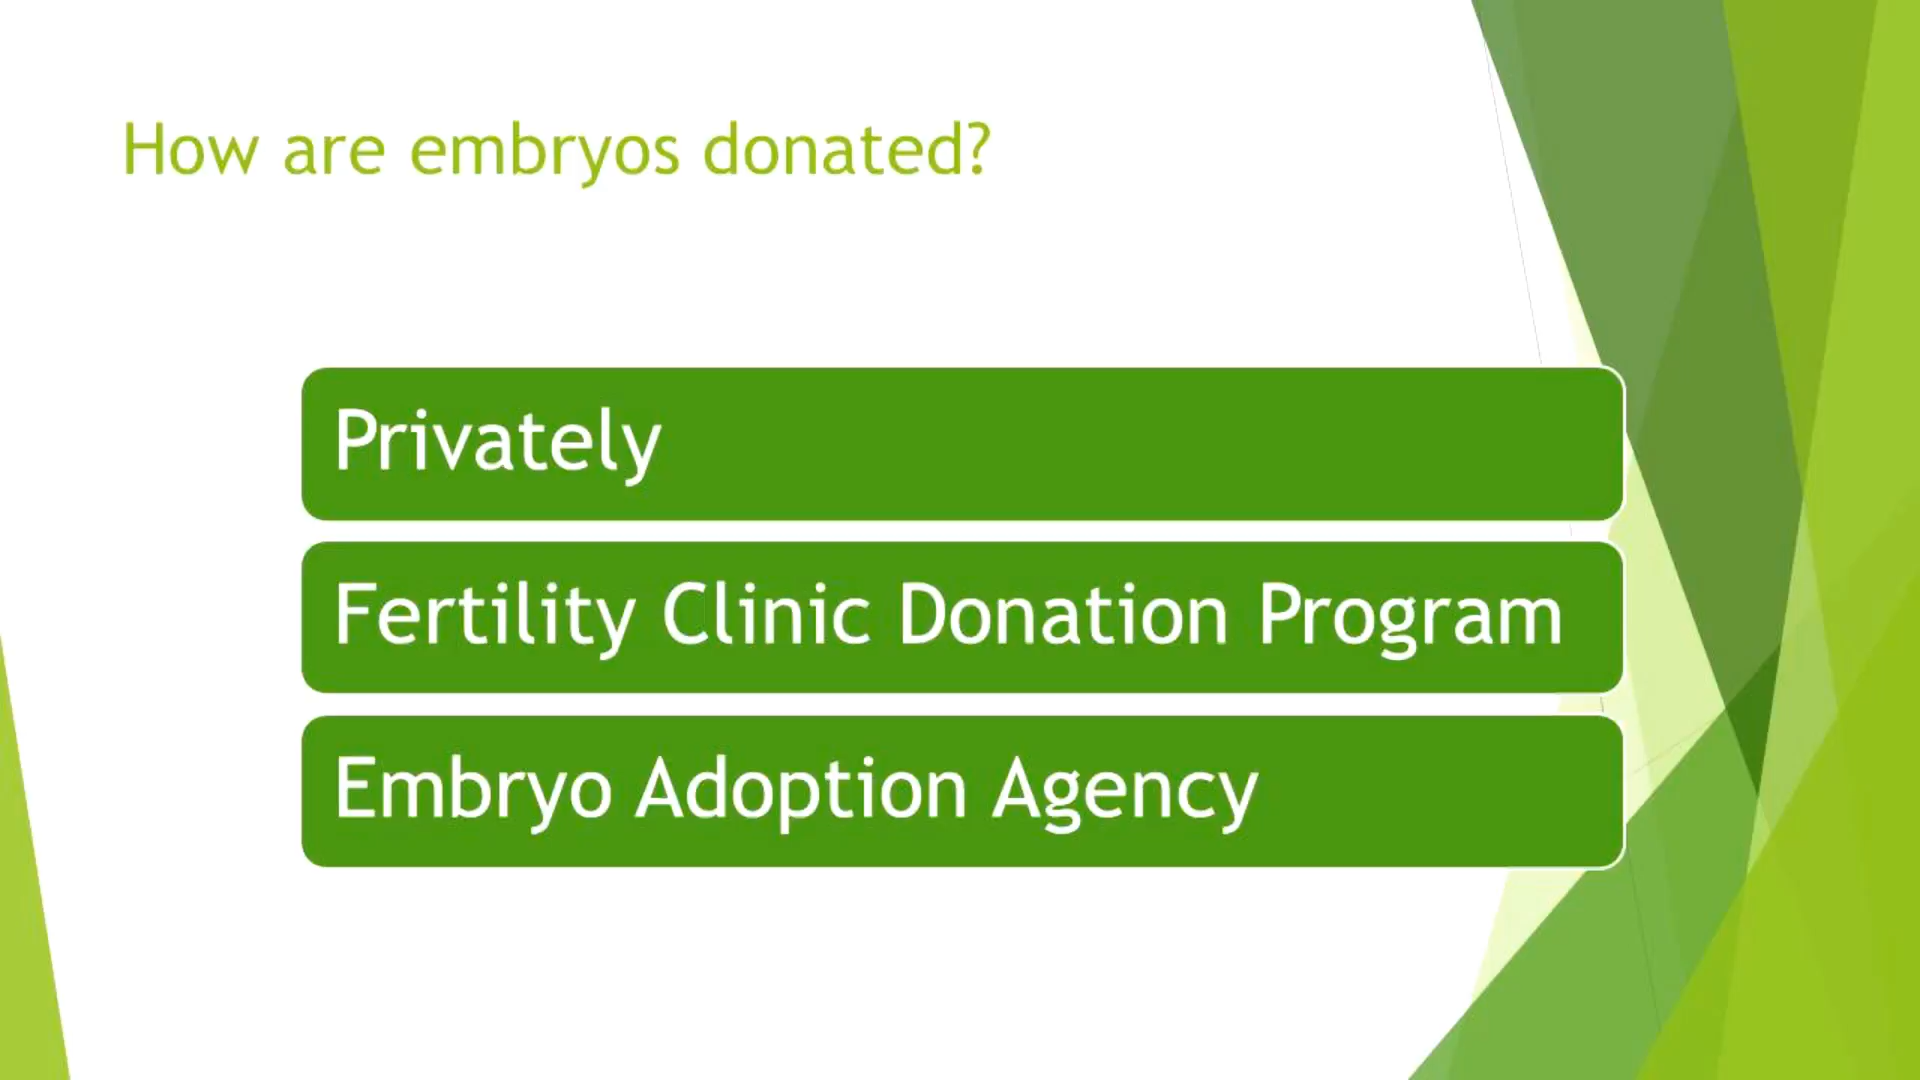 How are embryos donated?
Privately
Fertility Clinic Donation Program
Embryo Adoption Agency